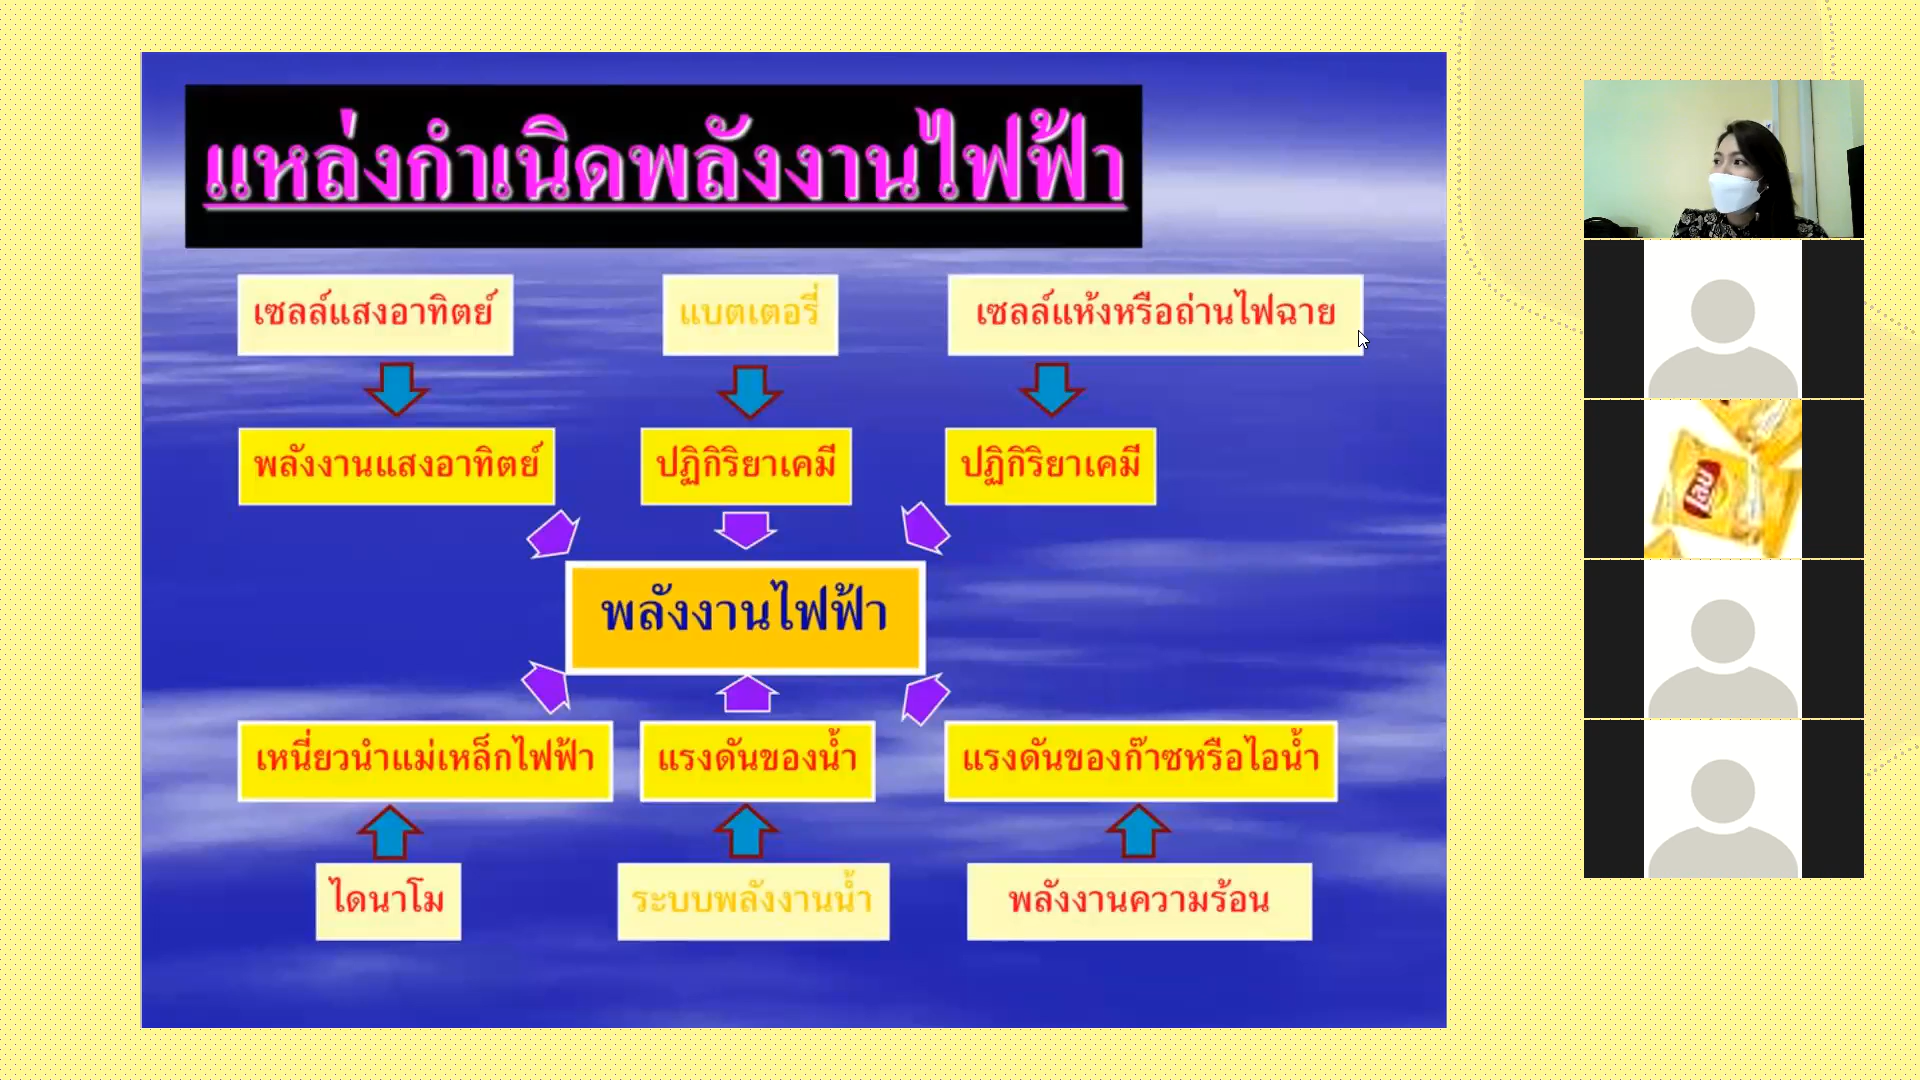 แหล่งกำเนิดพลังงานไฟฟ้า
เซลล์แสงอาทิตย์
แบตเตอรี่
เซลล์แห้งหรือถ่านไฟฉาย
พลังงานแสงอาทิตย์
ปฏิกิริยาเคมี
ปฏิกิริยาเคมี
พลังงานไฟฟ้า
เหนี่ยวนำแม่เหล็กไฟฟ้า
แรงดันของน้ำ
แรงดันของก๊าซหรือไอน้ำ
ไดนาโม
ระบบพลังงานน้ำ
พลังงานความร้อน